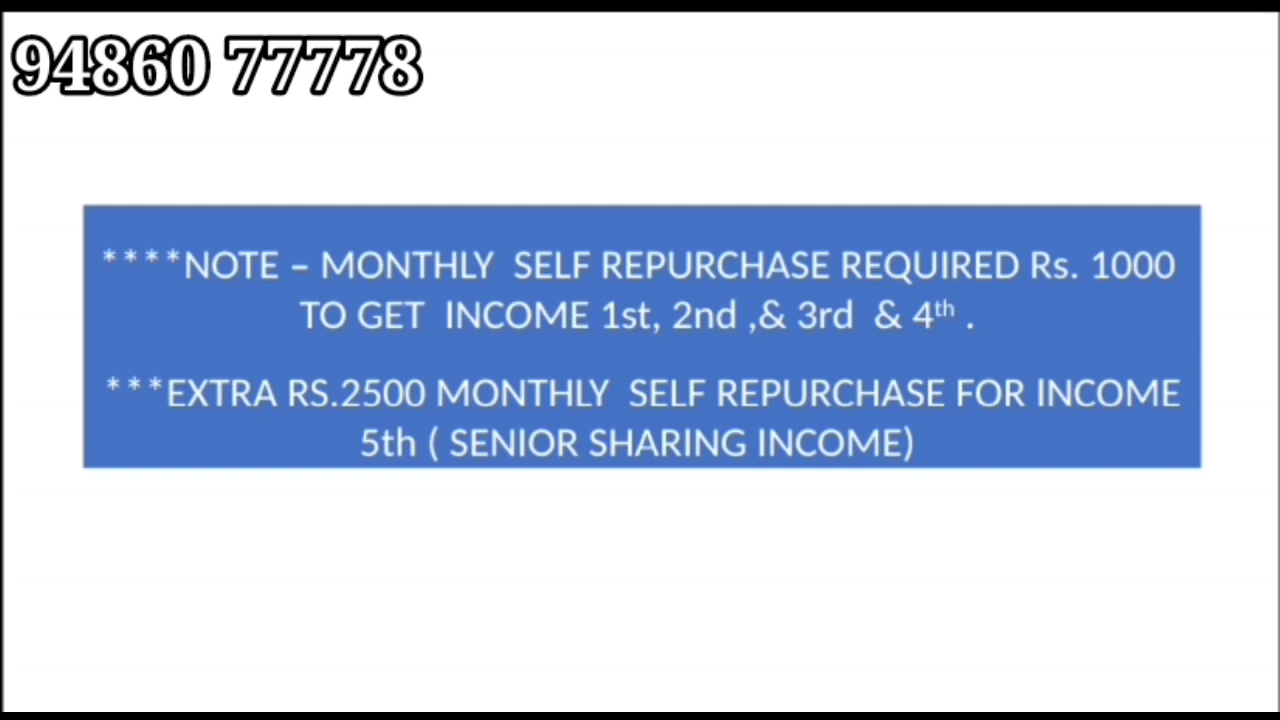 94860 77778
****NOTE – MONTHLY SELF REPURCHASE REQUIRED Rs. 1000
TO GET INCOME 1st, 2nd ,& 3rd & 4th .
***EXTRA RS.2500 MONTHLY SELF REPURCHASE FOR INCOME
5th ( SENIOR SHARING INCOME)